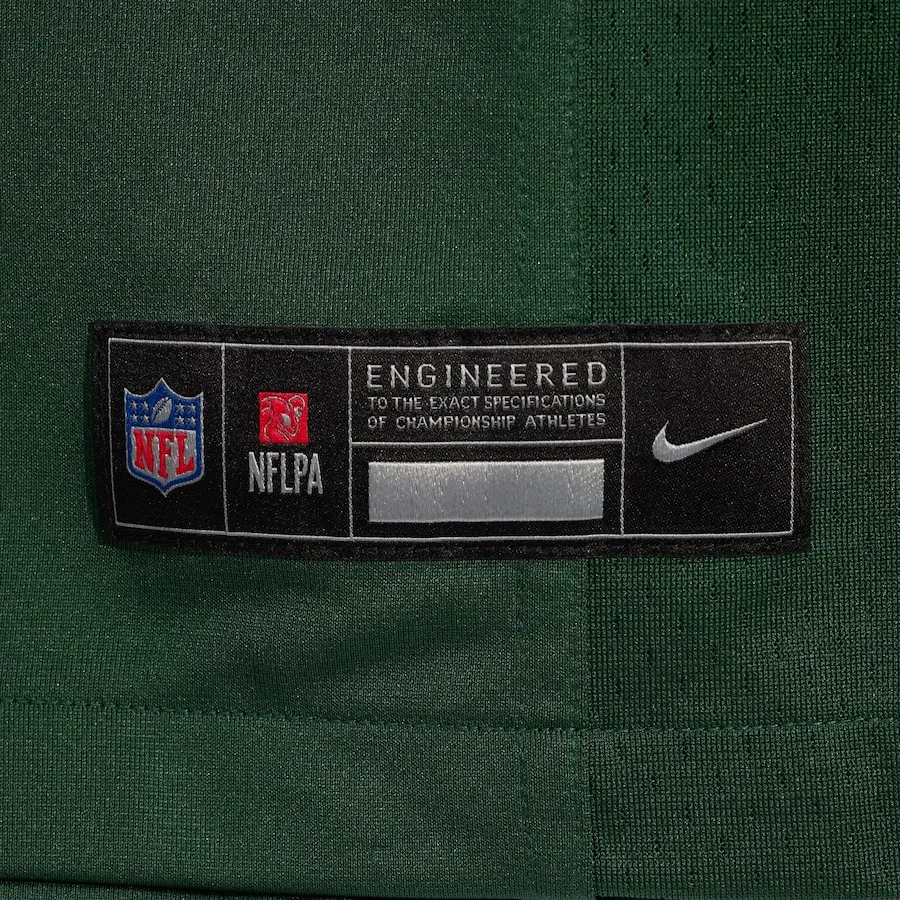 NFL
NFLPA
ENGINEERED
TO THE EXACT SPECIFICATIONS
OF CHAMPIONSHIP ATHLETES